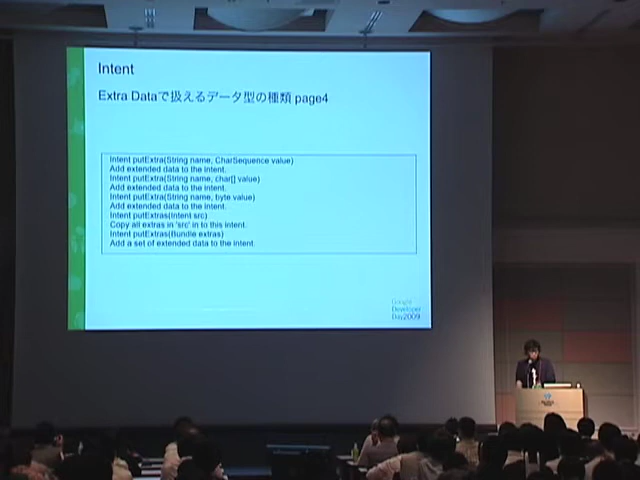 Intent
Extra Dataで扱えるデータ型の種類 page4
Intent putExtra(String name, CharSequence value)
Add extended data to the intent.
Intent putExtra(String name, char[] value)
Add extended data to the intent.
Intent putExtra(String name, byte value)
Add extended data to the intent.
Intent putExtras(Intent src)
Copy all extras in 'src' in to this intent.
Intent putExtras(Bundle extras)
Add a set of extended data to the intent.
Google
Developer
Day2009